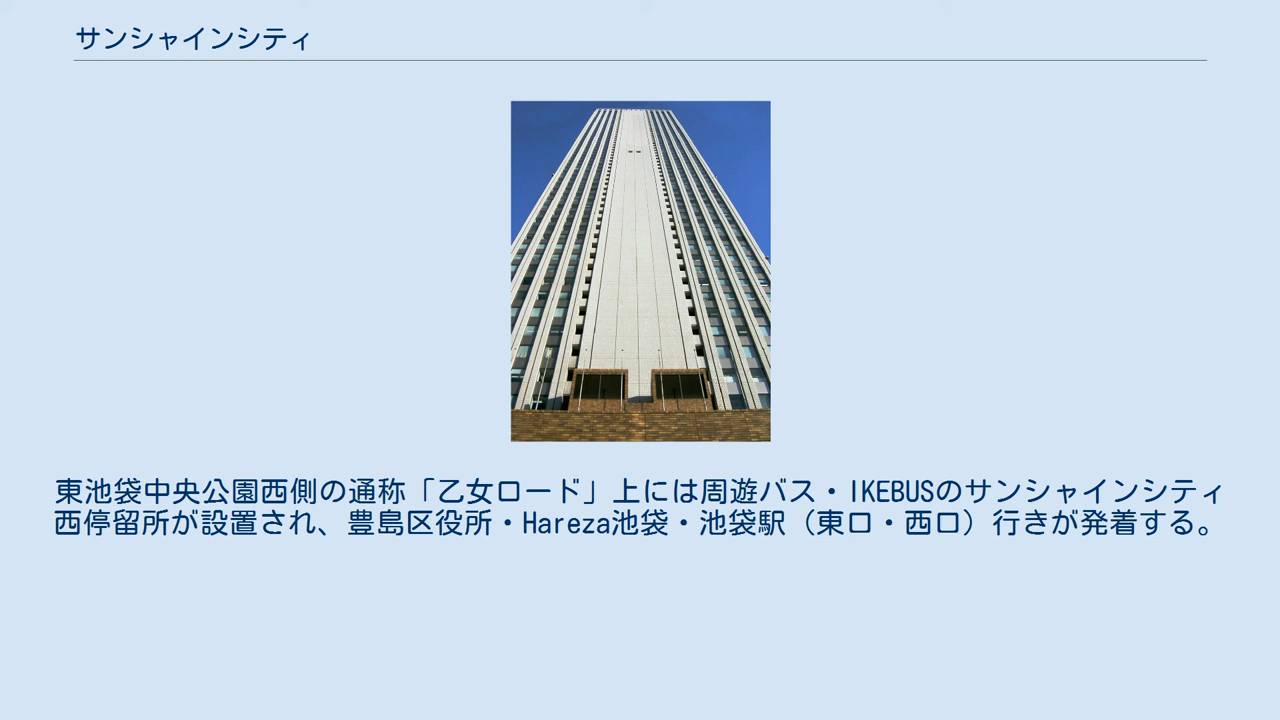 サンシャインシティ
東池袋中央公園西側の通称「乙女ロード」上には周遊バス・IKEBUSのサンシャインシティ
西停留所が設置され、豊島区役所・Hareza池袋・池袋駅（東口・西口）行きが発着する。